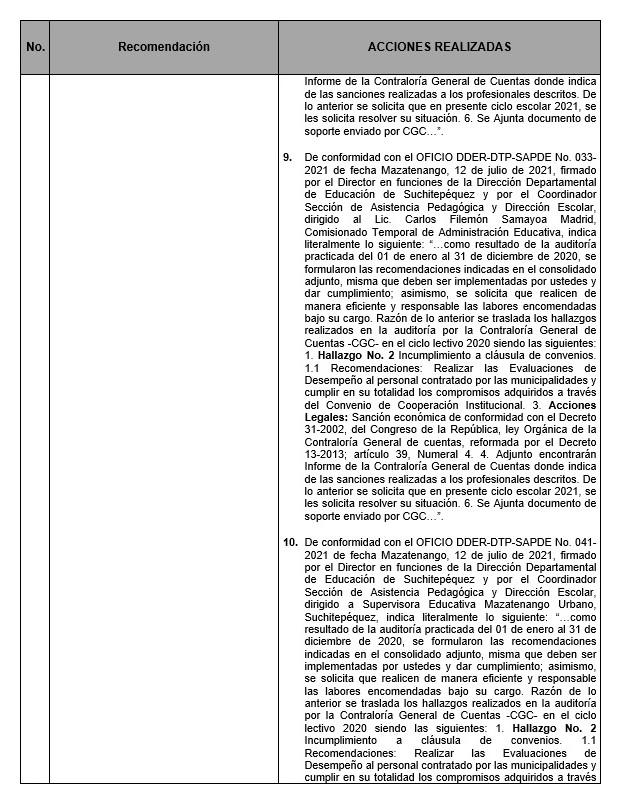 No. Recomendación ACCIONES REALIZADAS
Informe de la Contraloría General de Cuentas donde indica
de las sanciones realizadas a los profesionales descritos. De
lo anterior se solicita que en presente ciclo escolar 2021, se
les solicita resolver su situación. 6. Se Ajunta documento de
soporte enviado por CGC…”.
9. De conformidad con el OFICIO DDER-DTP-SAPDE No. 033-
2021 de fecha Mazatenango, 12 de julio de 2021, firmado
por el Director en funciones de la Dirección Departamental
de Educación de Suchitepéquez y por el Coordinador
Sección de Asistencia Pedagógica y Dirección Escolar,
dirigido al Lic. Carlos Filemón Samayoa Madrid,
Comisionado Temporal de Administración Educativa, indica
literalmente lo siguiente: “…como resultado de la auditoría
practicada del 01 de enero al 31 de diciembre de 2020, se
formularon las recomendaciones indicadas en el consolidado
adjunto, misma que deben ser implementadas por ustedes y
dar cumplimiento; asimismo, se solicita que realicen de
manera eficiente y responsable las labores encomendadas
bajo su cargo. Razón de lo anterior se traslada los hallazgos
realizados en la auditoría por la Contraloría General de
Cuentas -CGC- en el ciclo lectivo 2020 siendo las siguientes:
1. Hallazgo No. 2 Incumplimiento a cláusula de convenios.
1.1 Recomendaciones: Realizar las Evaluaciones de
Desempeño al personal contratado por las municipalidades y
cumplir en su totalidad los compromisos adquiridos a través
del Convenio de Cooperación Institucional. 3. Acciones
Legales: Sanción económica de conformidad con el Decreto
31-2002, del Congreso de la República, ley Orgánica de la
Contraloría General de cuentas, reformada por el Decreto
13-2013; artículo 39, Numeral 4. 4. Adjunto encontrarán
Informe de la Contraloría General de Cuentas donde indica
de las sanciones realizadas a los profesionales descritos. De
lo anterior se solicita que en presente ciclo escolar 2021, se
les solicita resolver su situación. 6. Se Ajunta documento de
soporte enviado por CGC…”.
10. De conformidad con el OFICIO DDER-DTP-SAPDE No. 041-
2021 de fecha Mazatenango, 12 de julio de 2021, firmado
por el Director en funciones de la Dirección Departamental
de Educación de Suchitepéquez y por el Coordinador
Sección de Asistencia Pedagógica y Dirección Escolar,
dirigido a Supervisora Educativa Mazatenango Urbano,
Suchitepéquez, indica literalmente lo siguiente: “…como
resultado de la auditoría practicada del 01 de enero al 31 de
diciembre de 2020, se formularon las recomendaciones
indicadas en el consolidado adjunto, misma que deben ser
implementadas por ustedes y dar cumplimiento; asimismo,
se solicita que realicen de manera eficiente y responsable
las labores encomendadas bajo su cargo. Razón de lo
anterior se traslada los hallazgos realizados en la auditoría
por la Contraloría General de Cuentas -CGC- en el ciclo
lectivo 2020 siendo las siguientes: 1. Hallazgo No. 2
Incumplimiento a cláusula de convenios. 1.1
Recomendaciones: Realizar las Evaluaciones de
Desempeño al personal contratado por las municipalidades y
cumplir en su totalidad los compromisos adquiridos a través